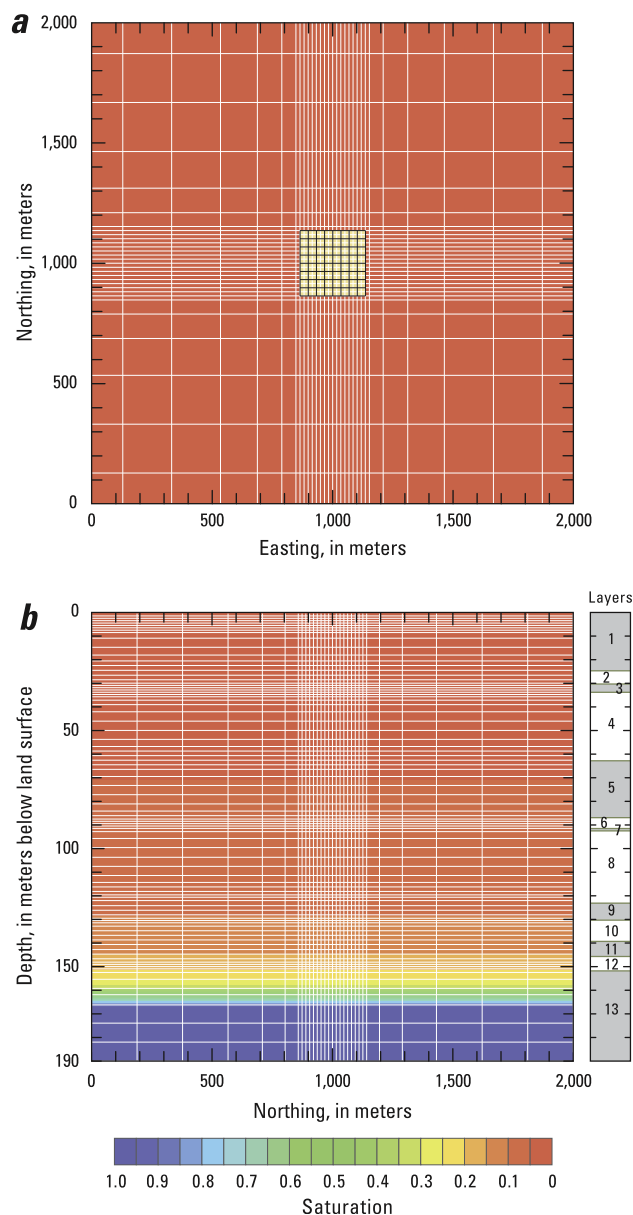 a
2,000
1,500
Northing, in meters
1,000
500
0
0 500 1,000 1,500 2,000
Easting, in meters
b
Layers
0
50
Depth, in meters below land surface
100
150
190
1
2
3
4
5
6
7
8
9
10
11
12
13
0 500 1,000 1,500 2,000
Northing, in meters
1.0 0.9 0.8 0.7 0.6 0.5 0.4 0.3 0.2 0.1 0
Saturation